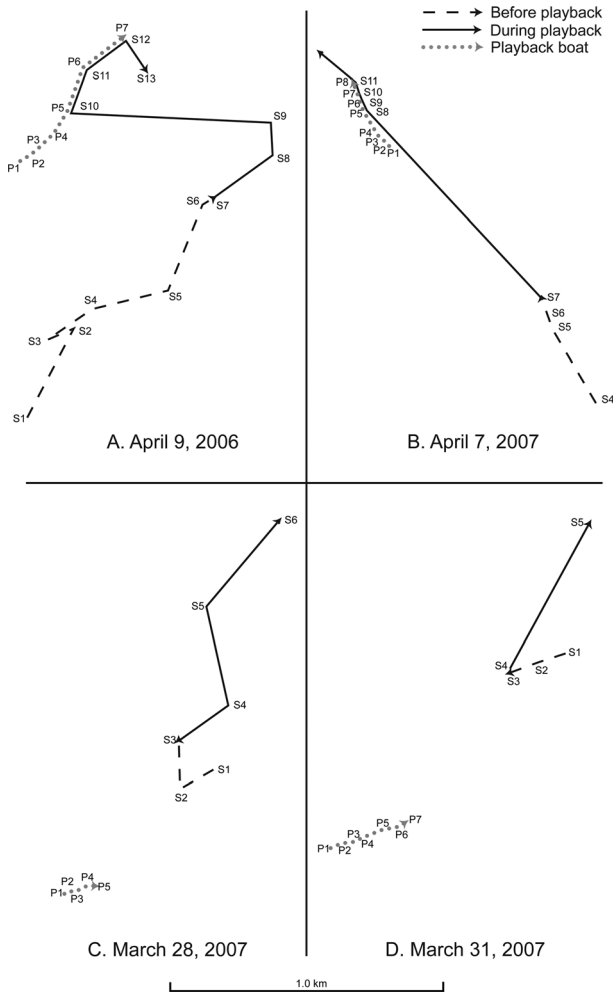 Before playback
During playback
Playback boat
P7
S12
P6
S11
S13
P5
S10
S9
P3
P4
P1
P2
S8
S6
S7
S5
S4
S3
S2
S1
A. April 9, 2006
P8
S11
P7
S10
P6
S9
P5
S8
P4
P3
P2
P1
S7
S6
S5
S4
B. April 7, 2007
S6
S5
S4
S3
S1
S2
P2
P4
P1
P5
P3
C. March 28, 2007
S5
S1
S4
S2
S3
P5
P7
P3
P6
P1
P2
P4
D. March 31, 2007
1.0 km